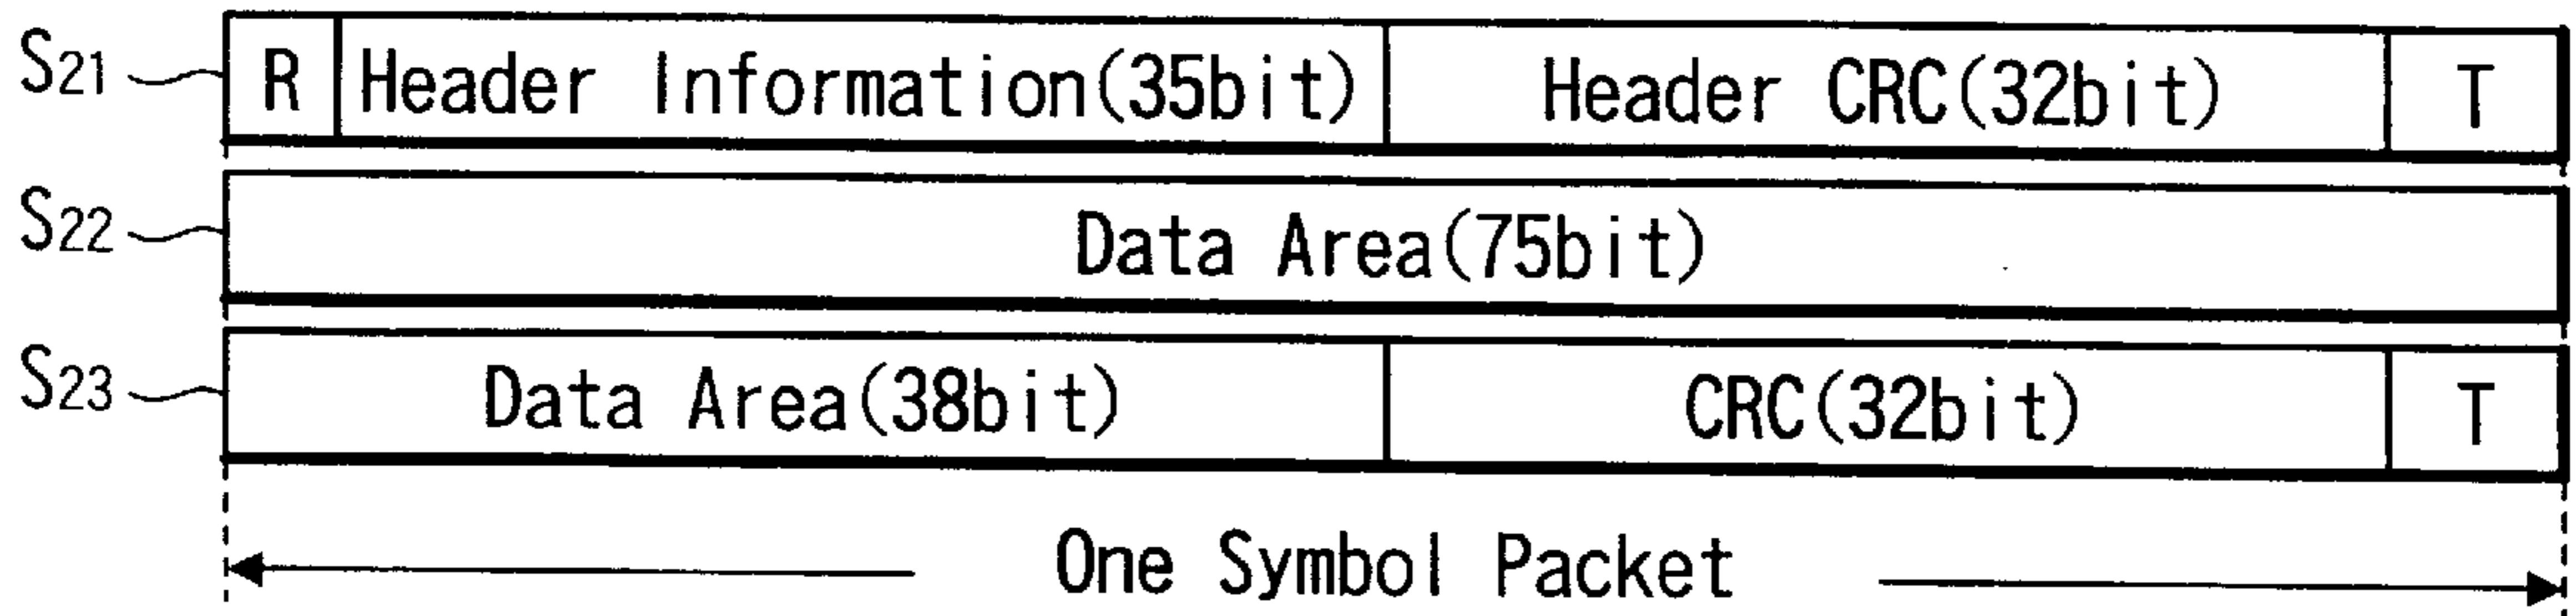 S21 R Header Information(35bit) Header CRC(32bit) T
S22 Data Area(75bit)
S23 Data Area(38bit) CRC(32bit) T
One Symbol Packet